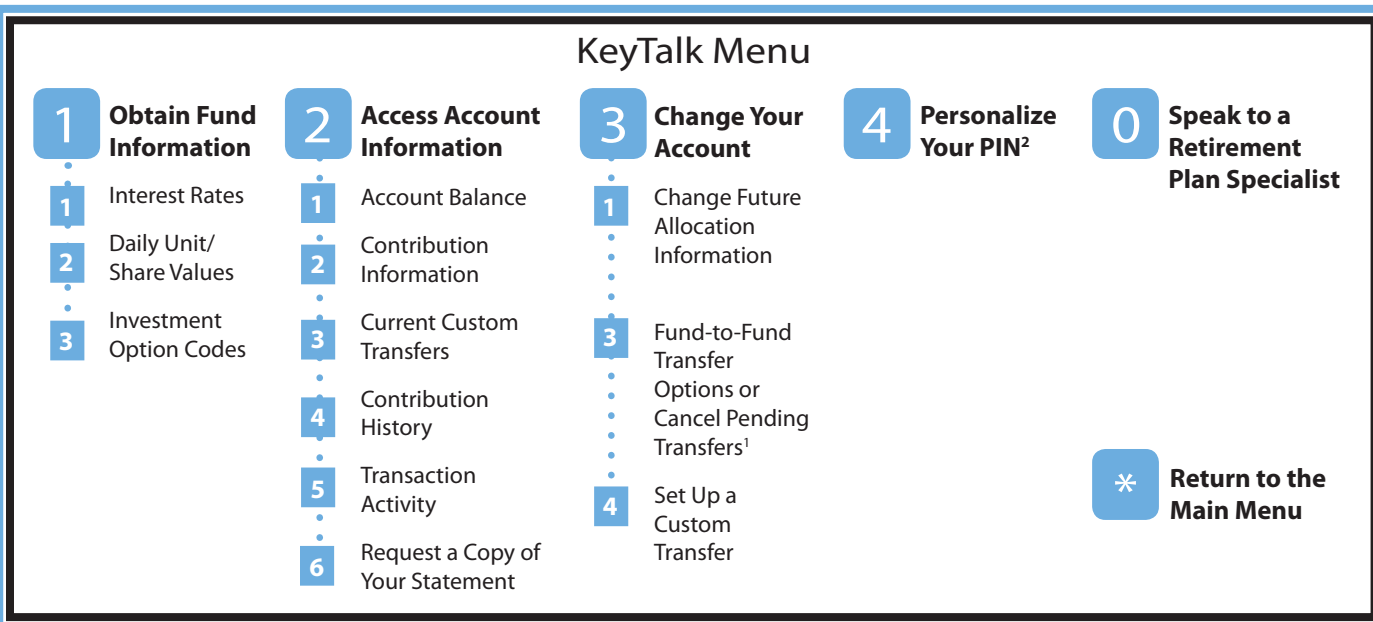 KeyTalk Menu
1
Obtain Fund
Information
1
Interest Rates
2
Daily Unit/
Share Values
3
Investment
Option Codes
2
Access Account
Information
1
Account Balance
2
Contribution
Information
3
Current Custom
Transfers
4
Contribution
History
5
Transaction
Activity
6
Request a Copy of
Your Statement
3
Change Your
Account
1
Change Future
Allocation
Information
3
Fund-to-Fund
Transfer
Options or
Cancel Pending
Transfers¹
4
Set Up a
Custom
Transfer
4
Personalize
Your PIN²
0
Speak to a
Retirement
Plan Specialist
*
Return to the
Main Menu